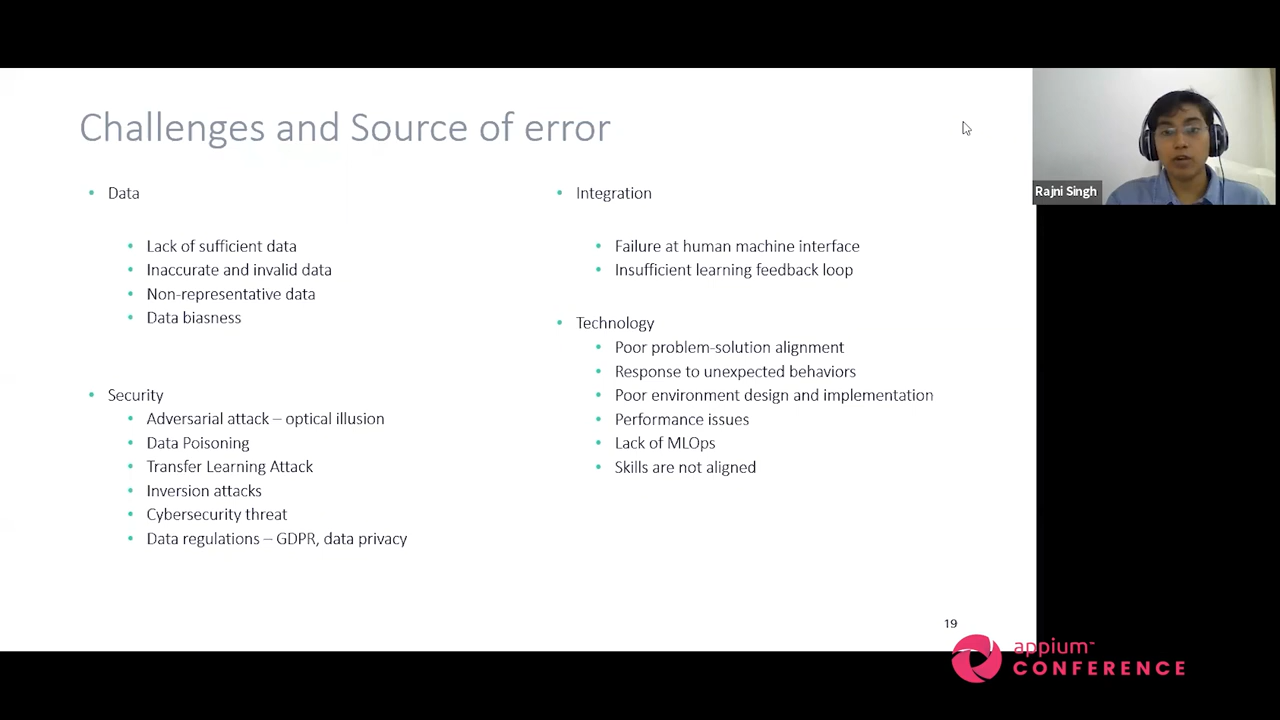 Challenges and Source of error
• Data
• Lack of sufficient data
• Inaccurate and invalid data
• Non-representative data
• Data biasness
• Security
• Adversarial attack – optical illusion
• Data Poisoning
• Transfer Learning Attack
• Inversion attacks
• Cybersecurity threat
• Data regulations – GDPR, data privacy
• Integration
• Failure at human machine interface
• Insufficient learning feedback loop
• Technology
• Poor problem-solution alignment
• Response to unexpected behaviors
• Poor environment design and implementation
• Performance issues
• Lack of MLOps
• Skills are not aligned
Rajni Singh
19
appium™
CONFERENCE